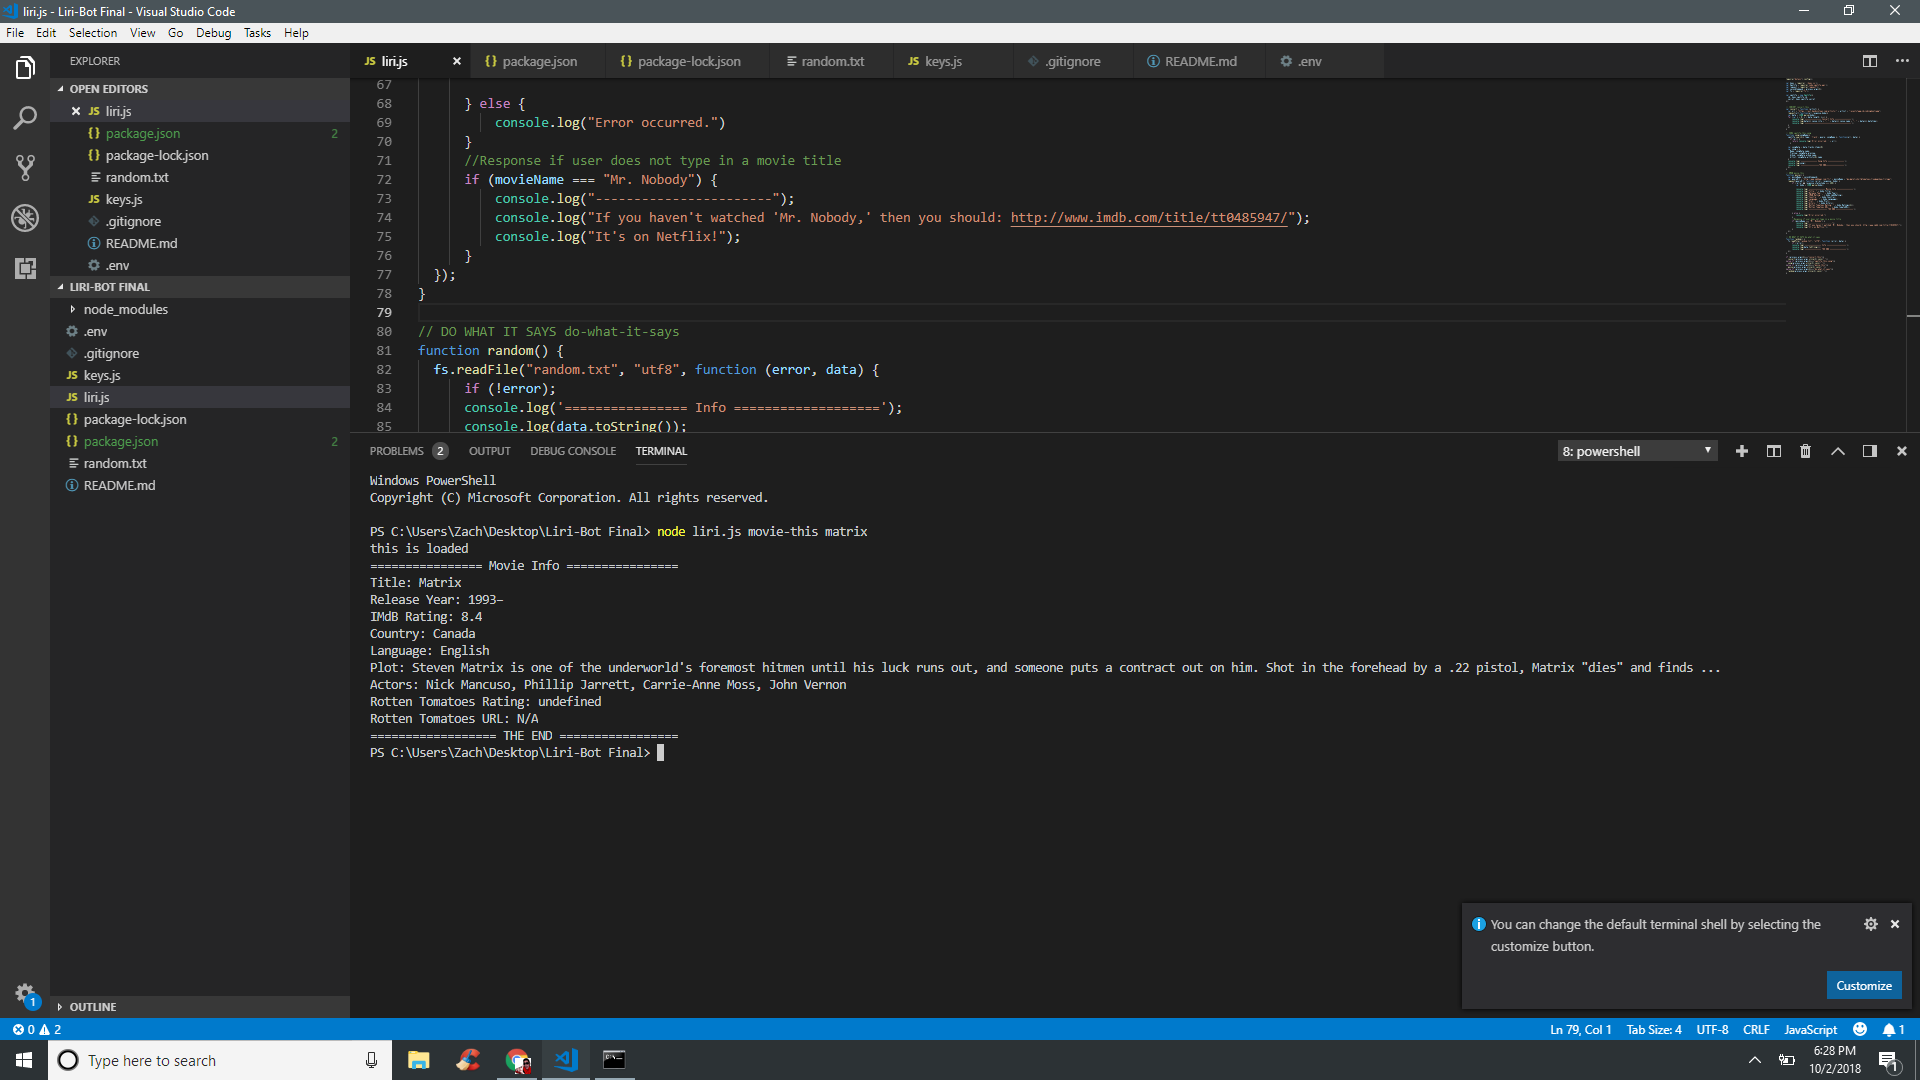 liri.js - Liri-Bot Final - Visual Studio Code
File Edit Selection View Go Debug Tasks Help
EXPLORER
OPEN EDITORS
JS liri.js
{} package.json 2
{} package-lock.json
random.txt
JS keys.js
.gitignore
README.md
.env
LIRI-BOT FINAL
node_modules
.env
.gitignore
JS keys.js
JS liri.js
{} package-lock.json
{} package.json 2
random.txt
README.md
OUTLINE
1
JS liri.js {} package.json {} package-lock.json random.txt JS keys.js .gitignore README.md .env
67
68 } else {
69 console.log("Error occurred.")
70 }
71 //Response if user does not type in a movie title
72 if (movieName === "Mr. Nobody") {
73 console.log("-----------------------");
74 console.log("If you haven't watched 'Mr. Nobody,' then you should: http://www.imdb.com/title/tt0485947/");
75 console.log("It's on Netflix!");
76 }
77 });
78 }
79
80 // DO WHAT IT SAYS do-what-it-says
81 function random() {
82 fs.readFile("random.txt", "utf8", function (error, data) {
83 if (!error);
84 console.log('================ Info ===================');
85 console.log(data.toString());
PROBLEMS 2 OUTPUT DEBUG CONSOLE TERMINAL 8: powershell
Windows PowerShell
Copyright (C) Microsoft Corporation. All rights reserved.
PS C:\Users\Zach\Desktop\Liri-Bot Final> node liri.js movie-this matrix
this is loaded
================ Movie Info ================
Title: Matrix
Release Year: 1993–
IMdB Rating: 8.4
Country: Canada
Language: English
Plot: Steven Matrix is one of the underworld's foremost hitmen until his luck runs out, and someone puts a contract out on him. Shot in the forehead by a .22 pistol, Matrix "dies" and finds ...
Actors: Nick Mancuso, Phillip Jarrett, Carrie-Anne Moss, John Vernon
Rotten Tomatoes Rating: undefined
Rotten Tomatoes URL: N/A
================== THE END =================
PS C:\Users\Zach\Desktop\Liri-Bot Final>
You can change the default terminal shell by selecting the
customize button.
Customize
0 2 Ln 79, Col 1 Tab Size: 4 UTF-8 CRLF JavaScript 1
Type here to search
6:28 PM
10/2/2018
1